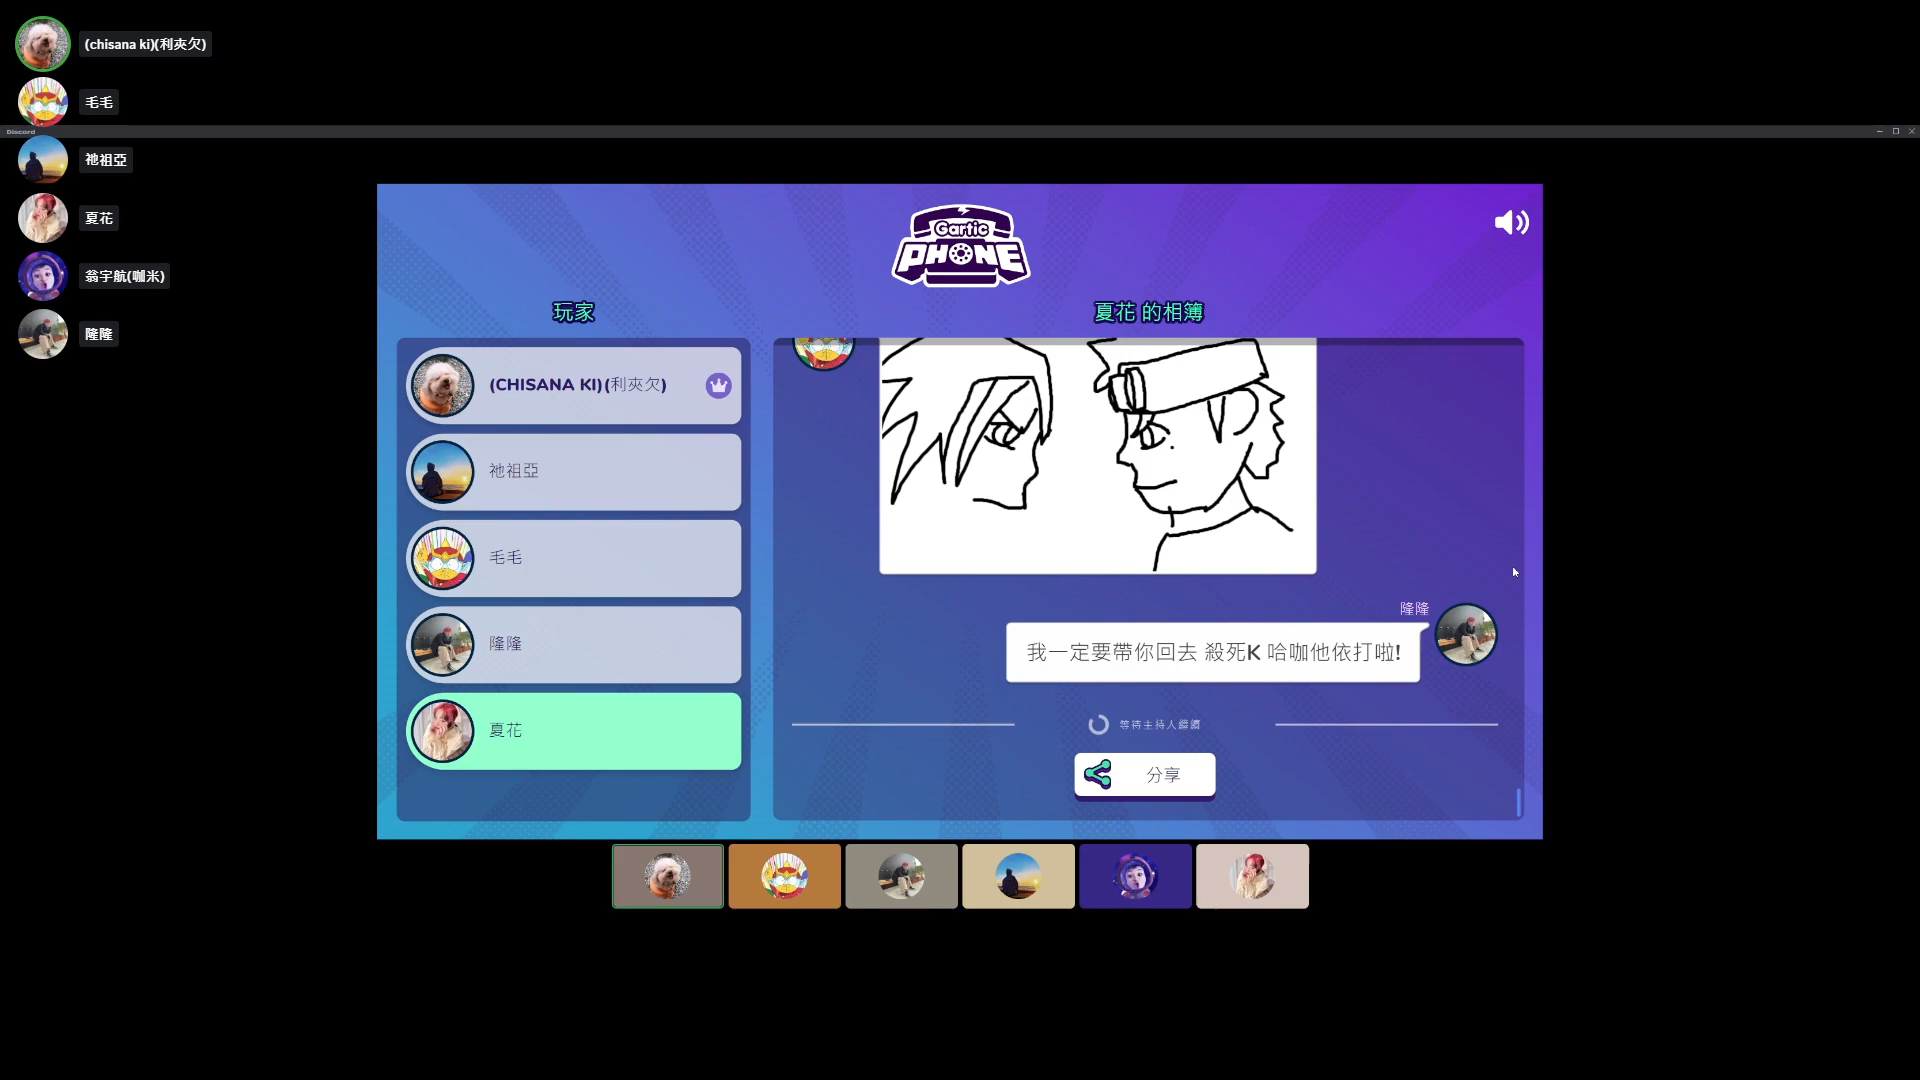 (chisana ki)(利夾欠)
毛毛
Discord
祂祖亞
夏花
翁宇航(咖米)
隆隆
Gartic
PHONE
玩家
夏花 的相簿
(CHISANA KI)(利夾欠)
祂祖亞
毛毛
隆隆
夏花
隆隆
我一定要帶你回去 殺死K 哈咖他依打啦!
等待主持人繼續
分享